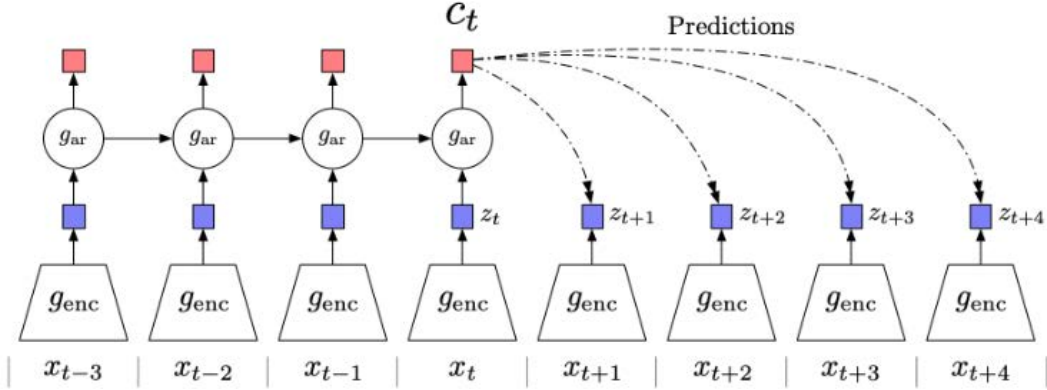 c_t
Predictions
g_ar g_ar g_ar g_ar
z_t z_{t+1} z_{t+2} z_{t+3} z_{t+4}
g_enc g_enc g_enc g_enc g_enc g_enc g_enc g_enc
x_{t−3} x_{t−2} x_{t−1} x_t x_{t+1} x_{t+2} x_{t+3} x_{t+4}